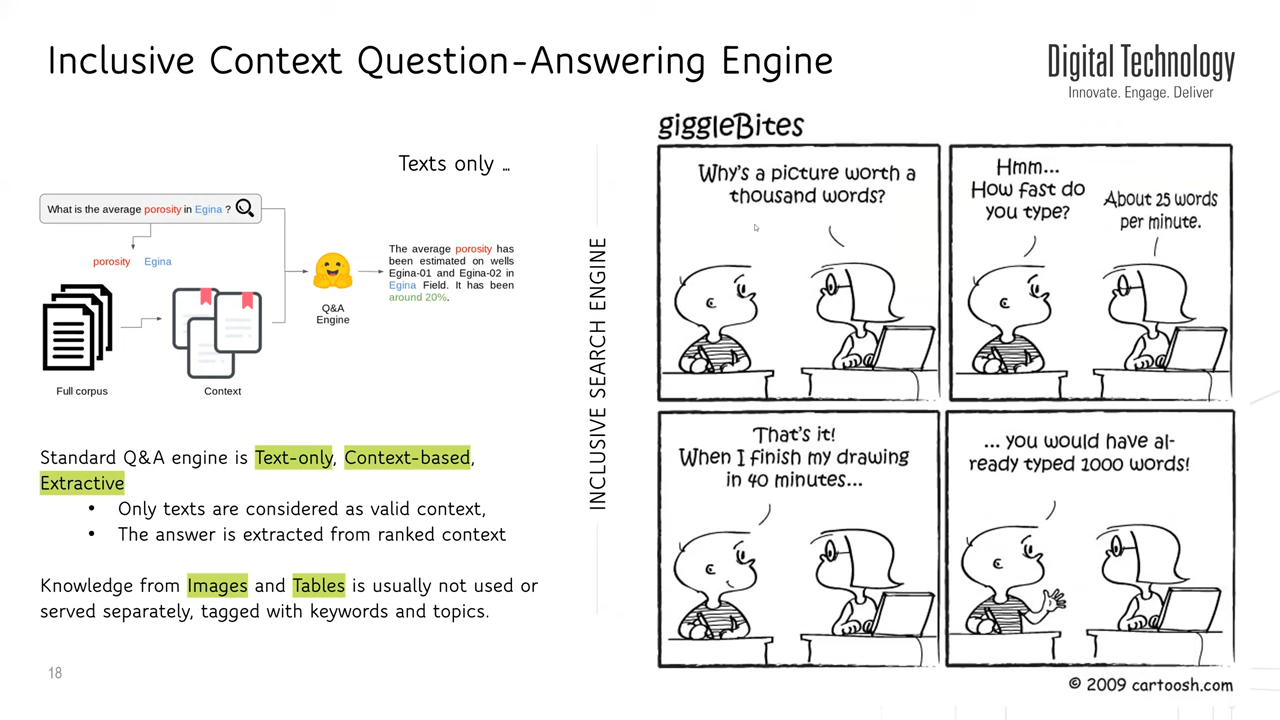 Inclusive Context Question-Answering Engine
Digital Technology
Innovate. Engage. Deliver
Texts only ...
What is the average porosity in Egina ?
porosity Egina
Full corpus
Context
Q&A
Engine
The average porosity has
been estimated on wells
Egina-01 and Egina-02 in
Egina Field. It has been
around 20%.
Standard Q&A engine is Text-only, Context-based,
Extractive
• Only texts are considered as valid context,
• The answer is extracted from ranked context
Knowledge from Images and Tables is usually not used or
served separately, tagged with keywords and topics.
18
INCLUSIVE SEARCH ENGINE
giggleBites
Why's a picture worth a
thousand words?
Hmm...
How fast do
you type?
About 25 words
per minute.
That's it!
When I finish my drawing
in 40 minutes...
... you would have al-
ready typed 1000 words!
© 2009 cartoosh.com